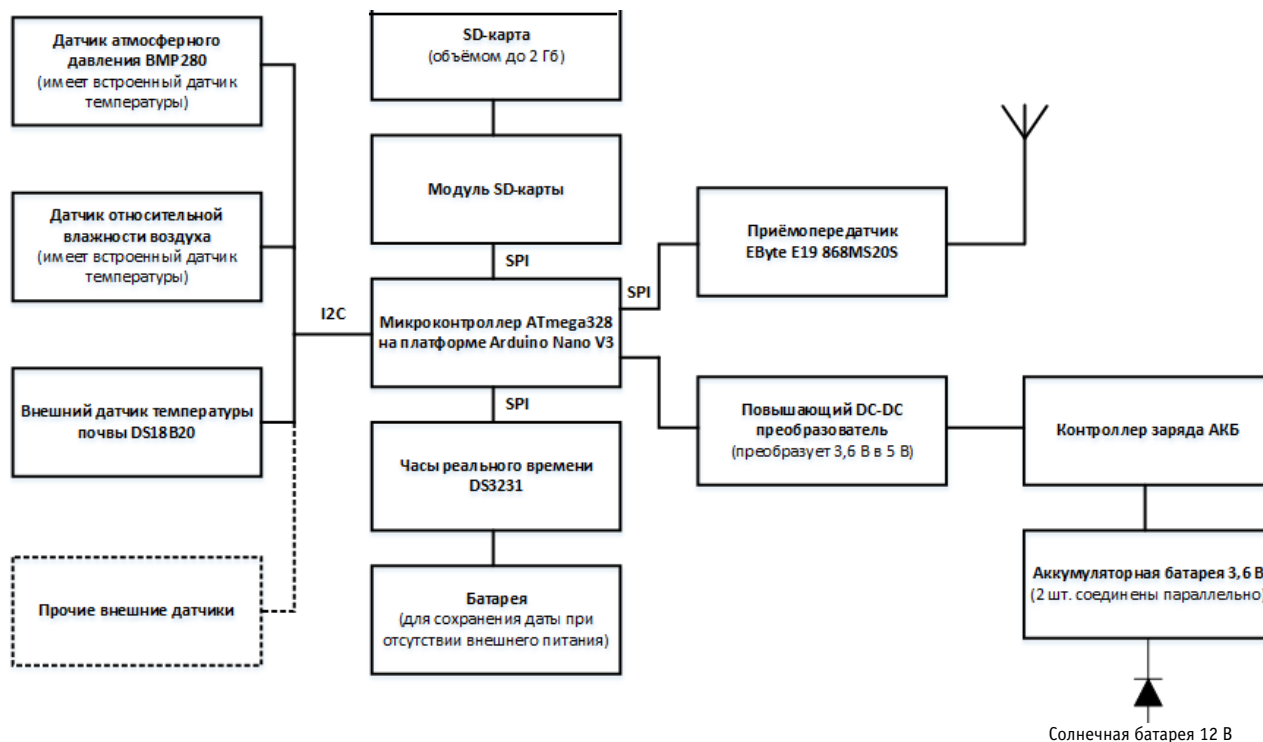 Датчик атмосферного
давления BMP280
(имеет встроенный датчик
температуры)
Датчик относительной
влажности воздуха
(имеет встроенный датчик
температуры)
Внешний датчик температуры
почвы DS18B20
Прочие внешние датчики
I2C
SD-карта
(объёмом до 2 Гб)
Модуль SD-карты
SPI
Микроконтроллер ATmega328
на платформе Arduino Nano V3
SPI
Часы реального времени
DS3231
Батарея
(для сохранения даты при
отсутствии внешнего питания)
SPI
Приёмопередатчик
EByte E19 868MS20S
Повышающий DC-DC
преобразователь
(преобразует 3,6 В в 5 В)
Контроллер заряда АКБ
Аккумуляторная батарея 3,6 В
(2 шт. соединены параллельно)
Солнечная батарея 12 В